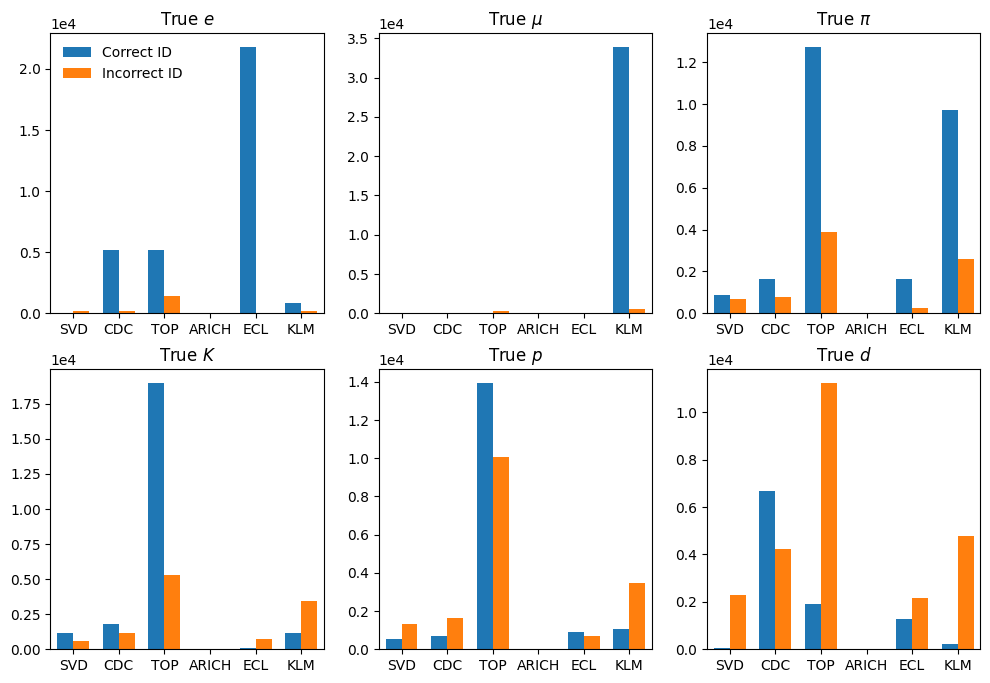 True e
1e4
Correct ID
Incorrect ID
2.0
1.5
1.0
0.5
0.0
SVD CDC TOP ARICH ECL KLM
True μ
1e4
3.5
3.0
2.5
2.0
1.5
1.0
0.5
0.0
SVD CDC TOP ARICH ECL KLM
True π
1e4
1.2
1.0
0.8
0.6
0.4
0.2
0.0
SVD CDC TOP ARICH ECL KLM
True K
1e4
1.75
1.50
1.25
1.00
0.75
0.50
0.25
0.00
SVD CDC TOP ARICH ECL KLM
True p
1e4
1.4
1.2
1.0
0.8
0.6
0.4
0.2
0.0
SVD CDC TOP ARICH ECL KLM
True d
1e4
1.0
0.8
0.6
0.4
0.2
0.0
SVD CDC TOP ARICH ECL KLM